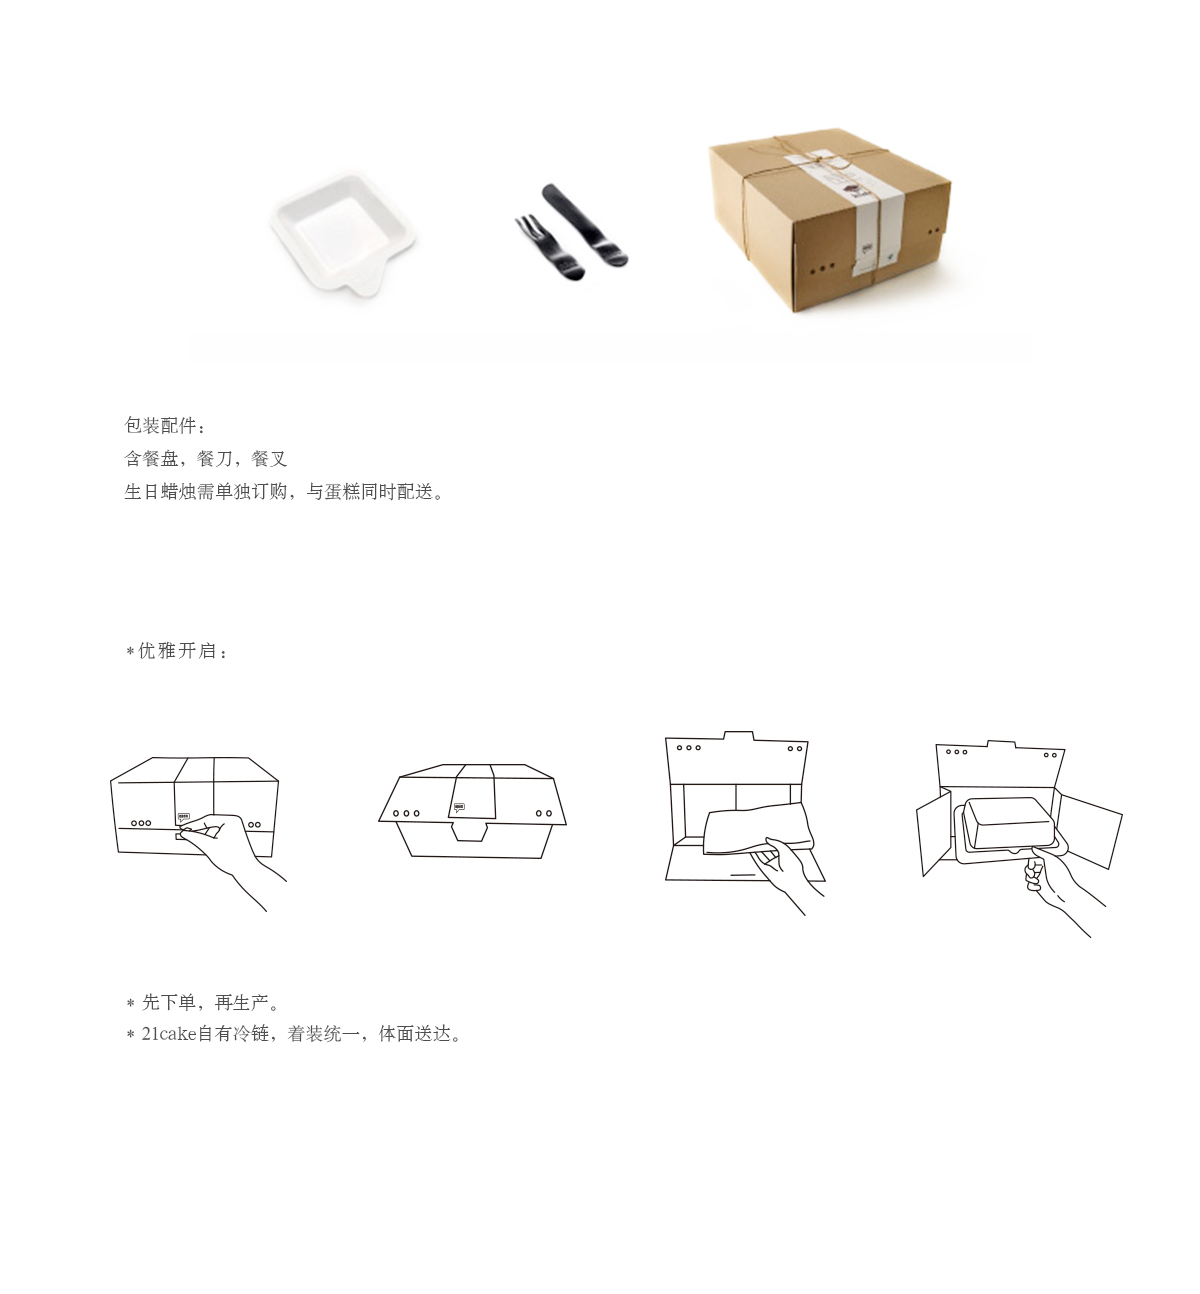 包装配件：
含餐盘，餐刀，餐叉
生日蜡烛需单独订购，与蛋糕同时配送。
*优雅开启：
* 先下单，再生产。
* 21cake自有冷链，着装统一，体面送达。